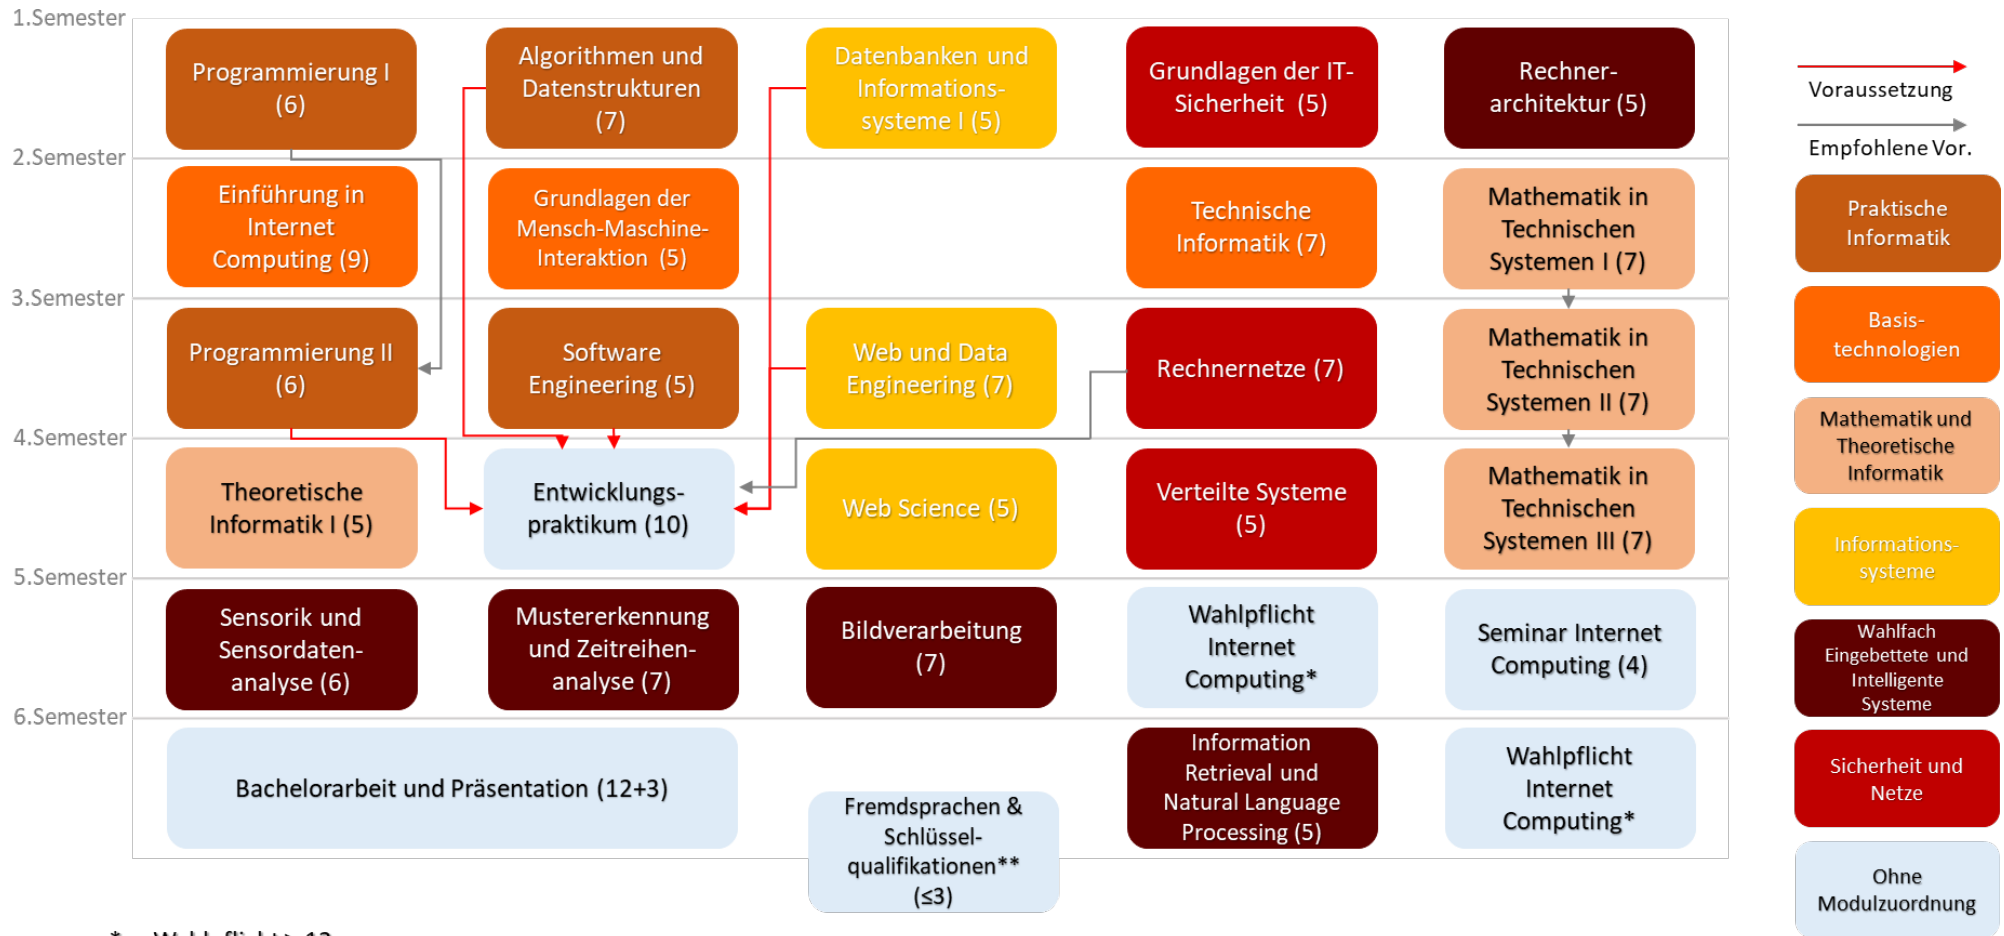 1.Semester
Programmierung I
(6)
Algorithmen und
Datenstrukturen
(7)
Datenbanken und
Informations-
systeme I (5)
Grundlagen der IT-
Sicherheit (5)
Rechner-
architektur (5)
2.Semester
Einführung in
Internet
Computing (9)
Grundlagen der
Mensch-Maschine-
Interaktion (5)
Technische
Informatik (7)
Mathematik in
Technischen
Systemen I (7)
3.Semester
Programmierung II
(6)
Software
Engineering (5)
Web und Data
Engineering (7)
Rechnernetze (7)
Mathematik in
Technischen
Systemen II (7)
4.Semester
Theoretische
Informatik I (5)
Entwicklungs-
praktikum (10)
Web Science (5)
Verteilte Systeme
(5)
Mathematik in
Technischen
Systemen III (7)
5.Semester
Sensorik und
Sensordaten-
analyse (6)
Mustererkennung
und Zeitreihen-
analyse (7)
Bildverarbeitung
(7)
Wahlpflicht
Internet
Computing*
Seminar Internet
Computing (4)
6.Semester
Bachelorarbeit und Präsentation (12+3)
Fremdsprachen &
Schlüssel-
qualifikationen**
(≤3)
Information
Retrieval und
Natural Language
Processing (5)
Wahlpflicht
Internet
Computing*
Voraussetzung
Empfohlene Vor.
Praktische
Informatik
Basis-
technologien
Mathematik und
Theoretische
Informatik
Informations-
systeme
Wahlfach
Eingebettete und
Intelligente
Systeme
Sicherheit und
Netze
Ohne
Modulzuordnung